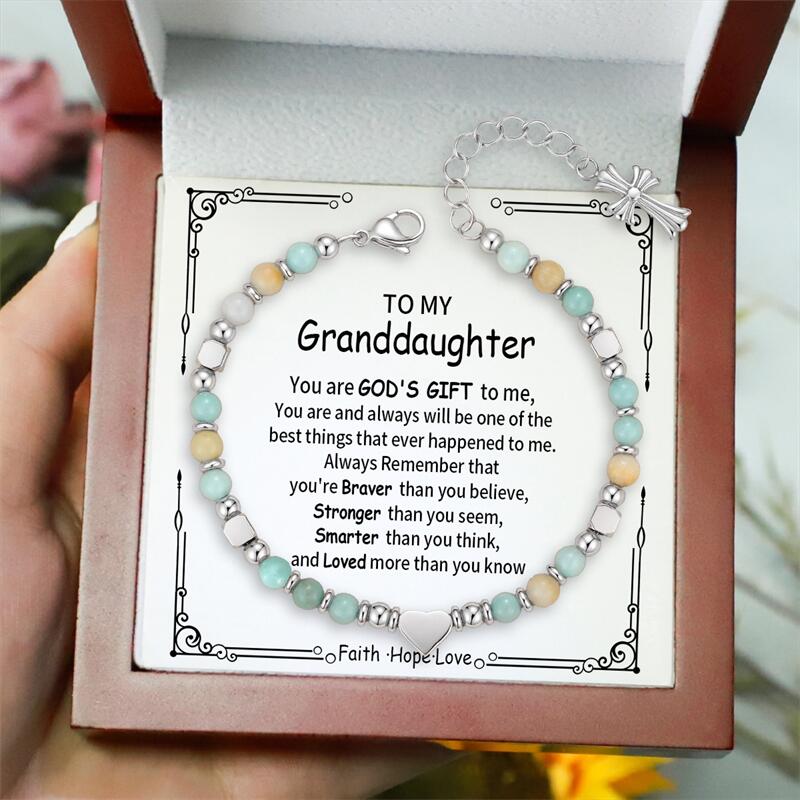 TO MY
Granddaughter
You are GOD'S GIFT to me,
You are and always will be one of the
best things that ever happened to me.
Always Remember that
you're Braver than you believe,
Stronger than you seem,
Smarter than you think,
and Loved more than you know
Faith ·Hope·Love